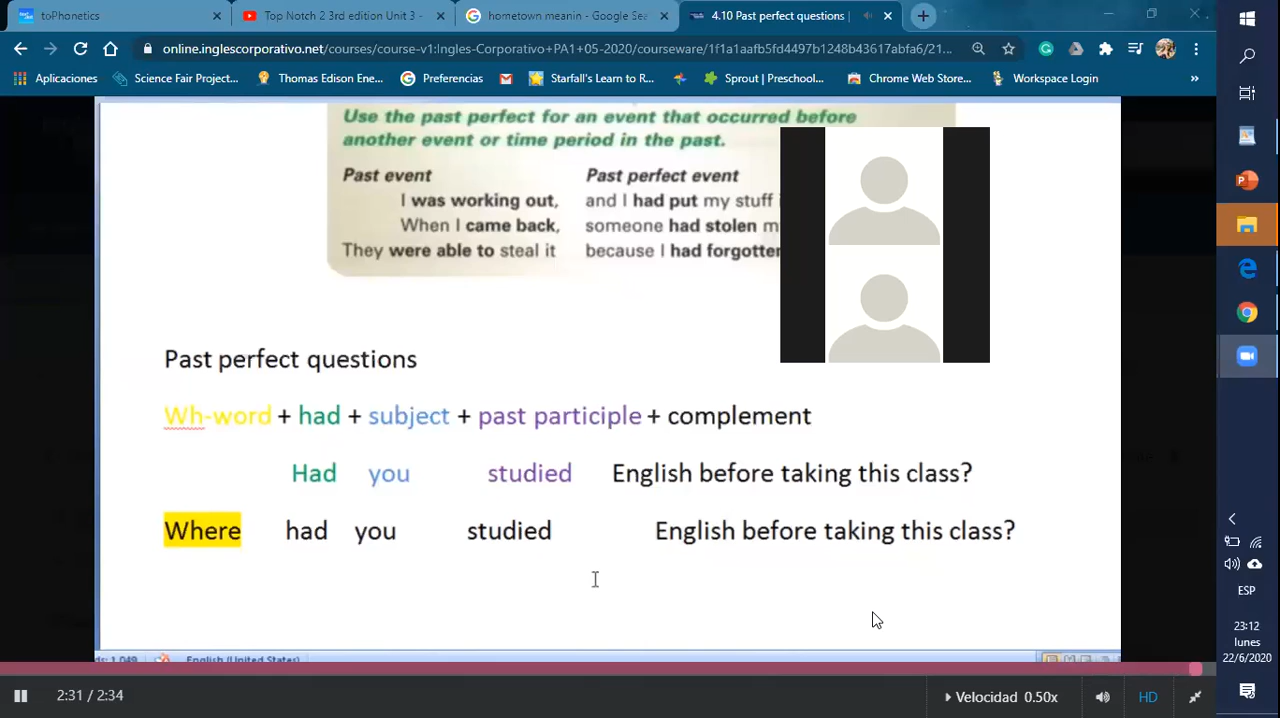 toPhonetics
Top Notch 2 3rd edition Unit 3 -
hometown meanin - Google Sea
4.10 Past perfect questions |
online.inglescorporativo.net/courses/course-v1:Ingles-Corporativo+PA1+05-2020/courseware/1f1a1aafb5fd4497b1248b43617abfa6/21...
Aplicaciones
Science Fair Project...
Thomas Edison Ene...
Preferencias
Starfall's Learn to R...
Sprout | Preschool...
Chrome Web Store...
Workspace Login
»
Use the past perfect for an event that occurred before
another event or time period in the past.
Past event Past perfect event
I was working out, and I had put my stuff
When I came back, someone had stolen m
They were able to steal it because I had forgotten
Past perfect questions
Wh-word + had + subject + past participle + complement
Had you studied English before taking this class?
Where had you studied English before taking this class?
ds: 1,049 English (United States)
2:31 / 2:34
Velocidad 0.50x
HD
ESP
23:12
lunes
22/6/2020